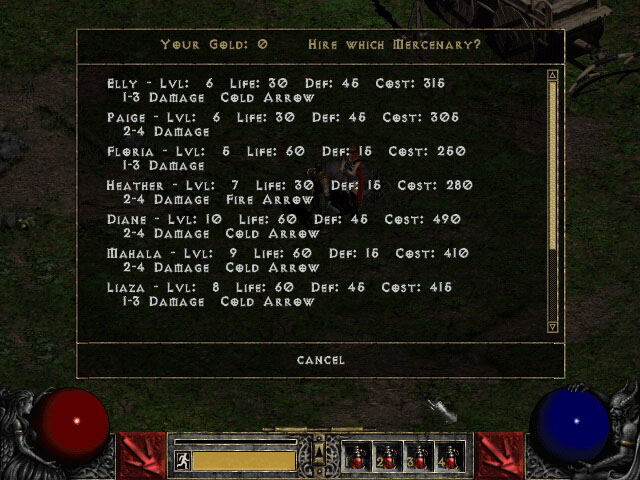 Your Gold: 0 Hire which Mercenary?
Elly - Lvl: 6 Life: 30 Def: 45 Cost: 315
1-3 Damage Cold Arrow
Paige - Lvl: 6 Life: 30 Def: 45 Cost: 305
2-4 Damage
Floria - Lvl: 5 Life: 60 Def: 15 Cost: 250
1-3 Damage
Heather - Lvl: 7 Life: 30 Def: 15 Cost: 280
2-4 Damage Fire Arrow
Diane - Lvl: 10 Life: 60 Def: 45 Cost: 490
2-4 Damage Cold Arrow
Mahala - Lvl: 9 Life: 60 Def: 15 Cost: 410
2-4 Damage Cold Arrow
Liaza - Lvl: 8 Life: 60 Def: 45 Cost: 415
1-3 Damage Cold Arrow
cancel
1 2 3 4